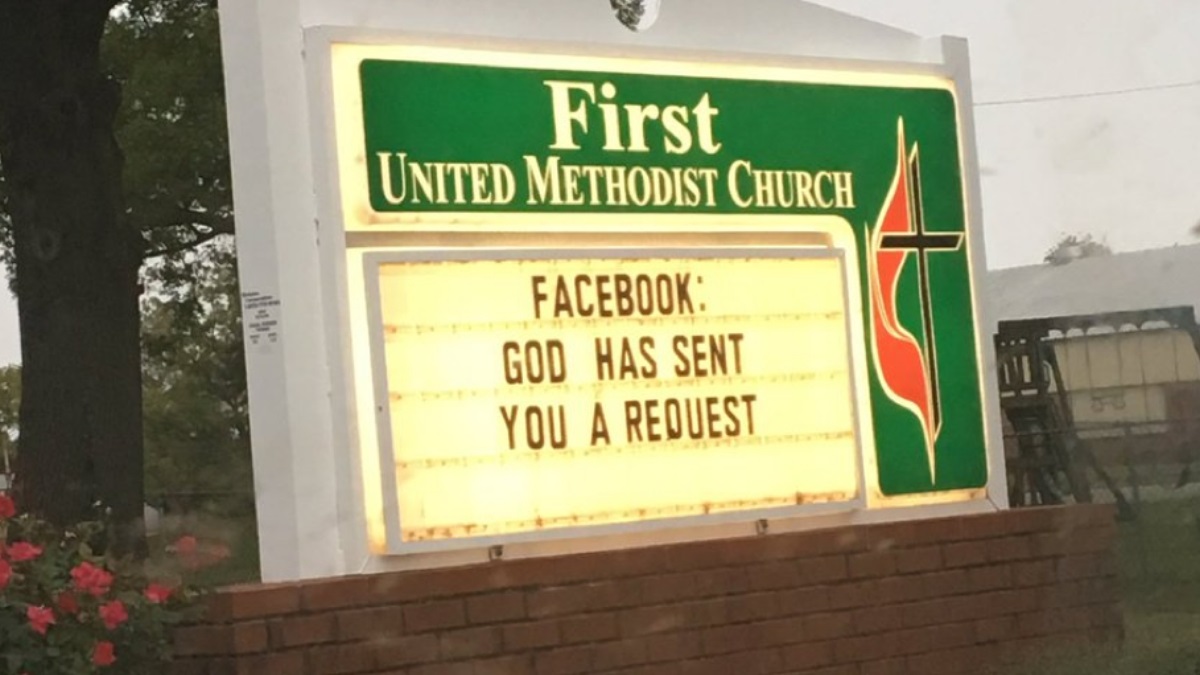 First
UNITED METHODIST CHURCH
FACEBOOK:
GOD HAS SENT
YOU A REQUEST